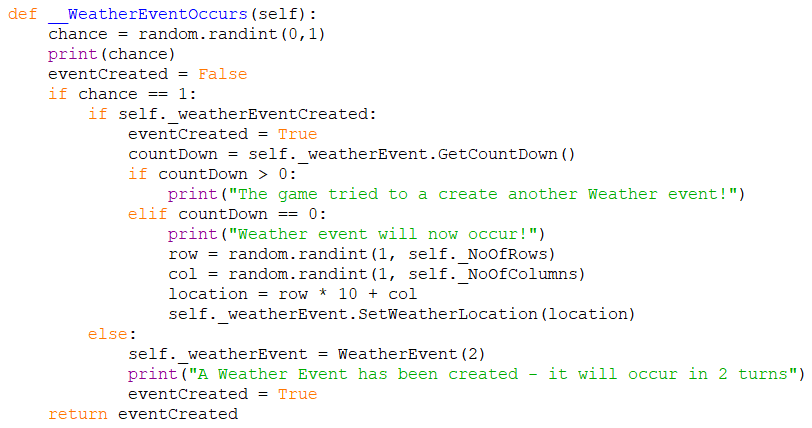 def __WeatherEventOccurs(self):
    chance = random.randint(0,1)
    print(chance)
    eventCreated = False
    if chance == 1:
        if self._weatherEventCreated:
            eventCreated = True
            countDown = self._weatherEvent.GetCountDown()
            if countDown > 0:
                print("The game tried to a create another Weather event!")
            elif countDown == 0:
                print("Weather event will now occur!")
                row = random.randint(1, self._NoOfRows)
                col = random.randint(1, self._NoOfColumns)
                location = row * 10 + col
                self._weatherEvent.SetWeatherLocation(location)
        else:
            self._weatherEvent = WeatherEvent(2)
            print("A Weather Event has been created - it will occur in 2 turns")
            eventCreated = True
    return eventCreated